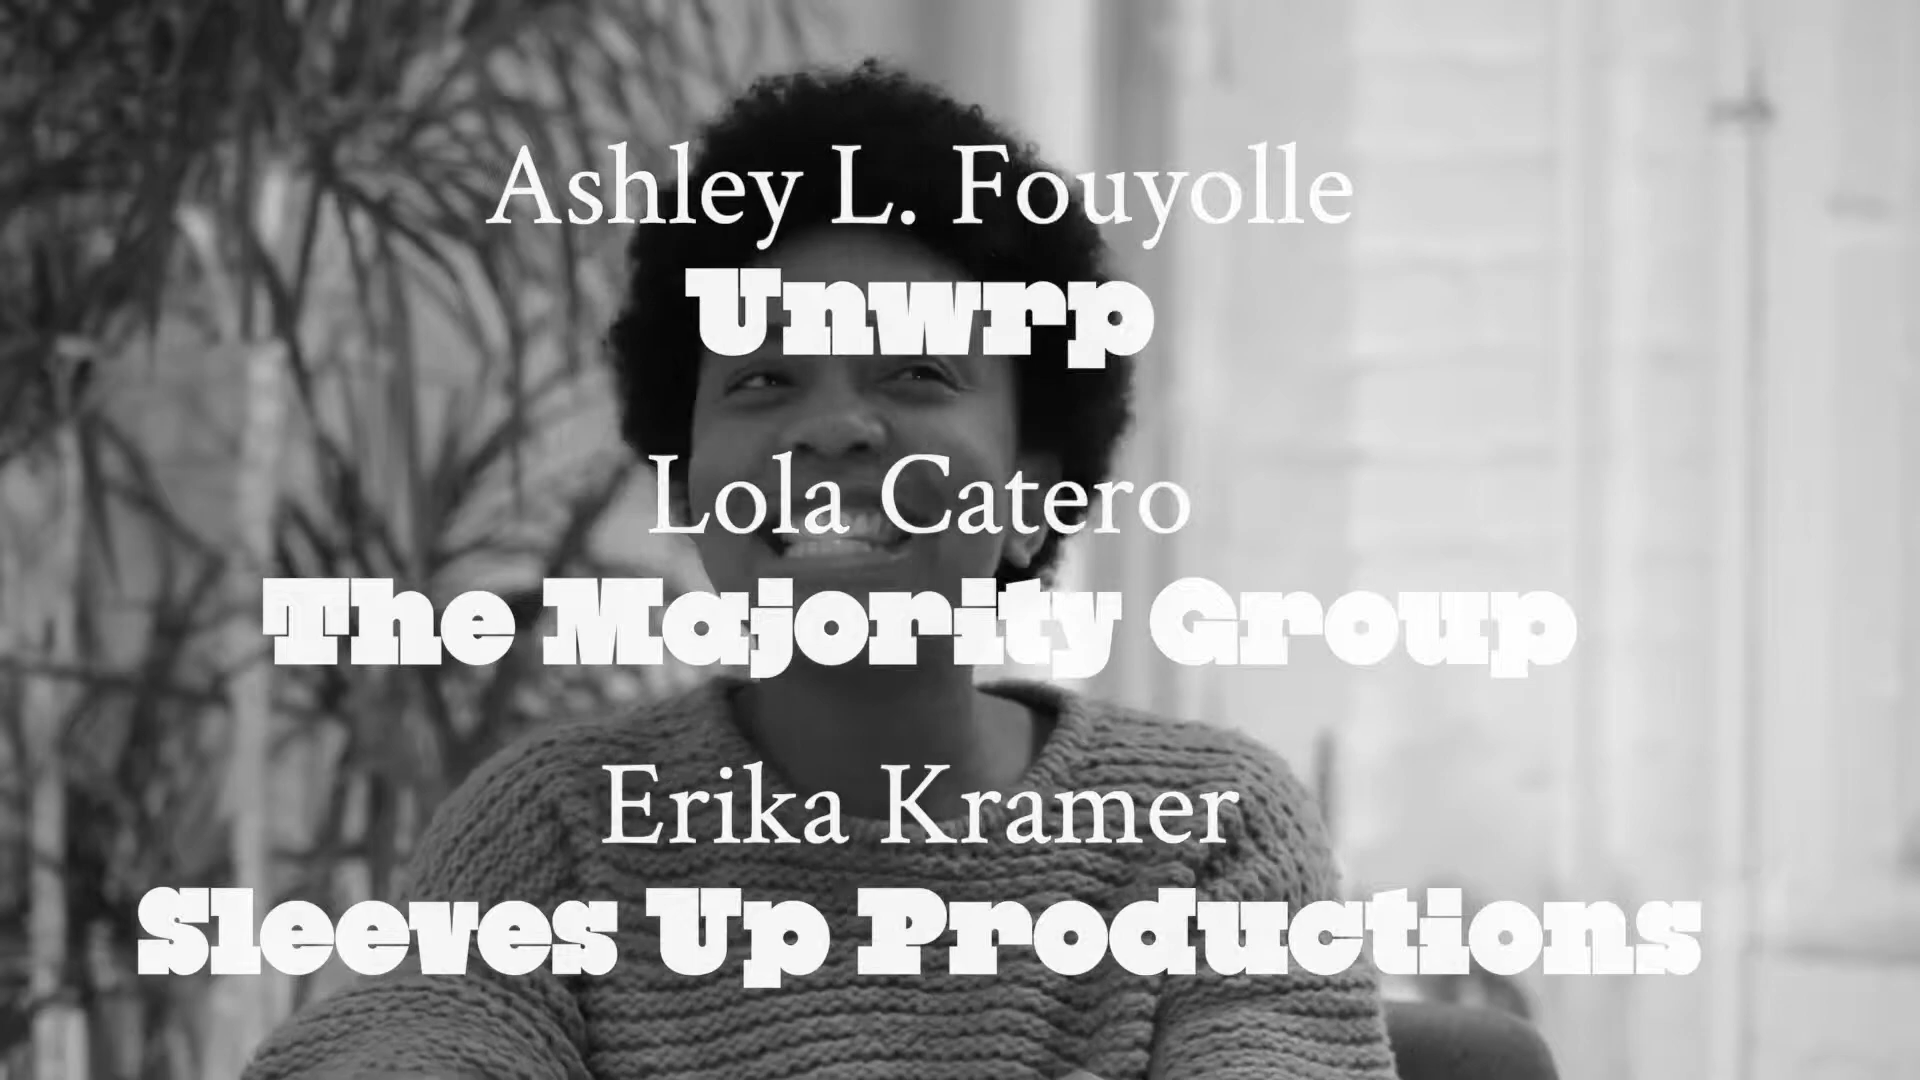 Ashley L. Fouyolle
Unwrp
Lola Catero
The Majority Group
Erika Kramer
Sleeves Up Productions